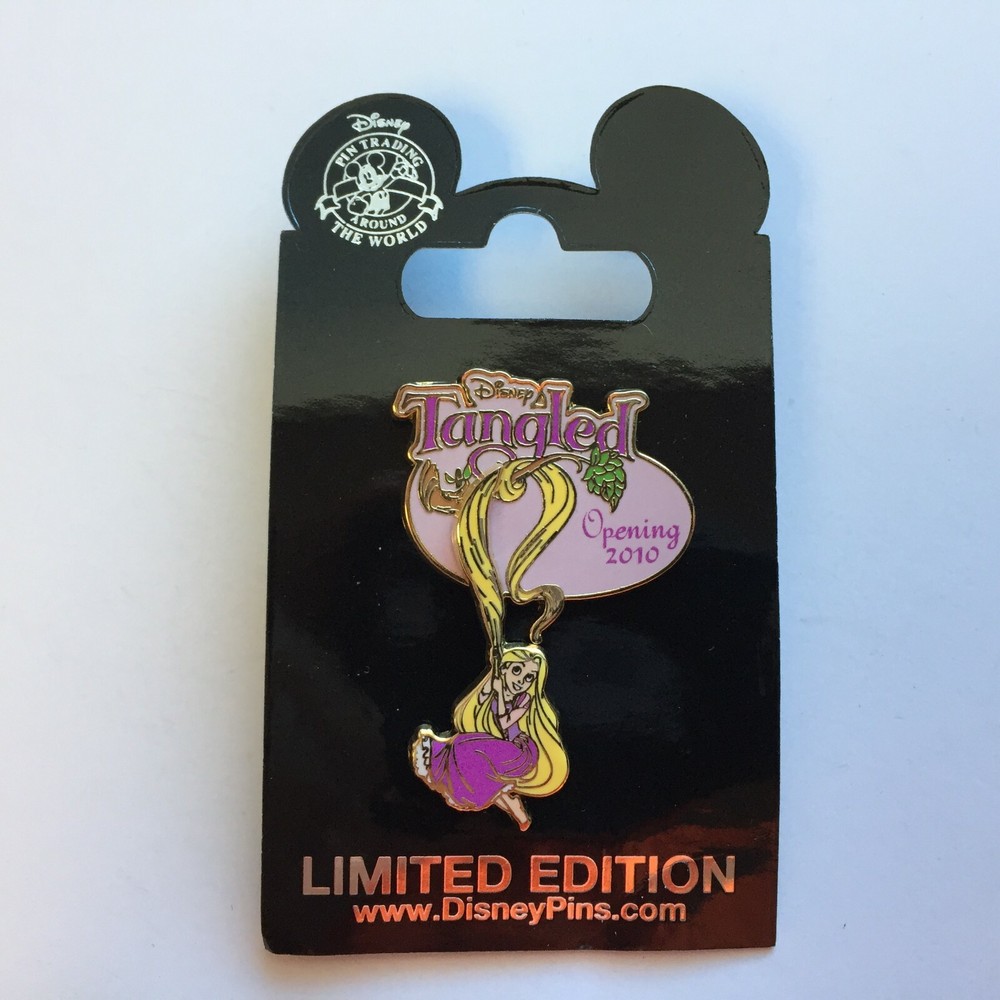 Disney
PIN TRADING
AROUND
THE WORLD
Disney
Tangled
Opening
2010
LIMITED EDITION
www.DisneyPins.com